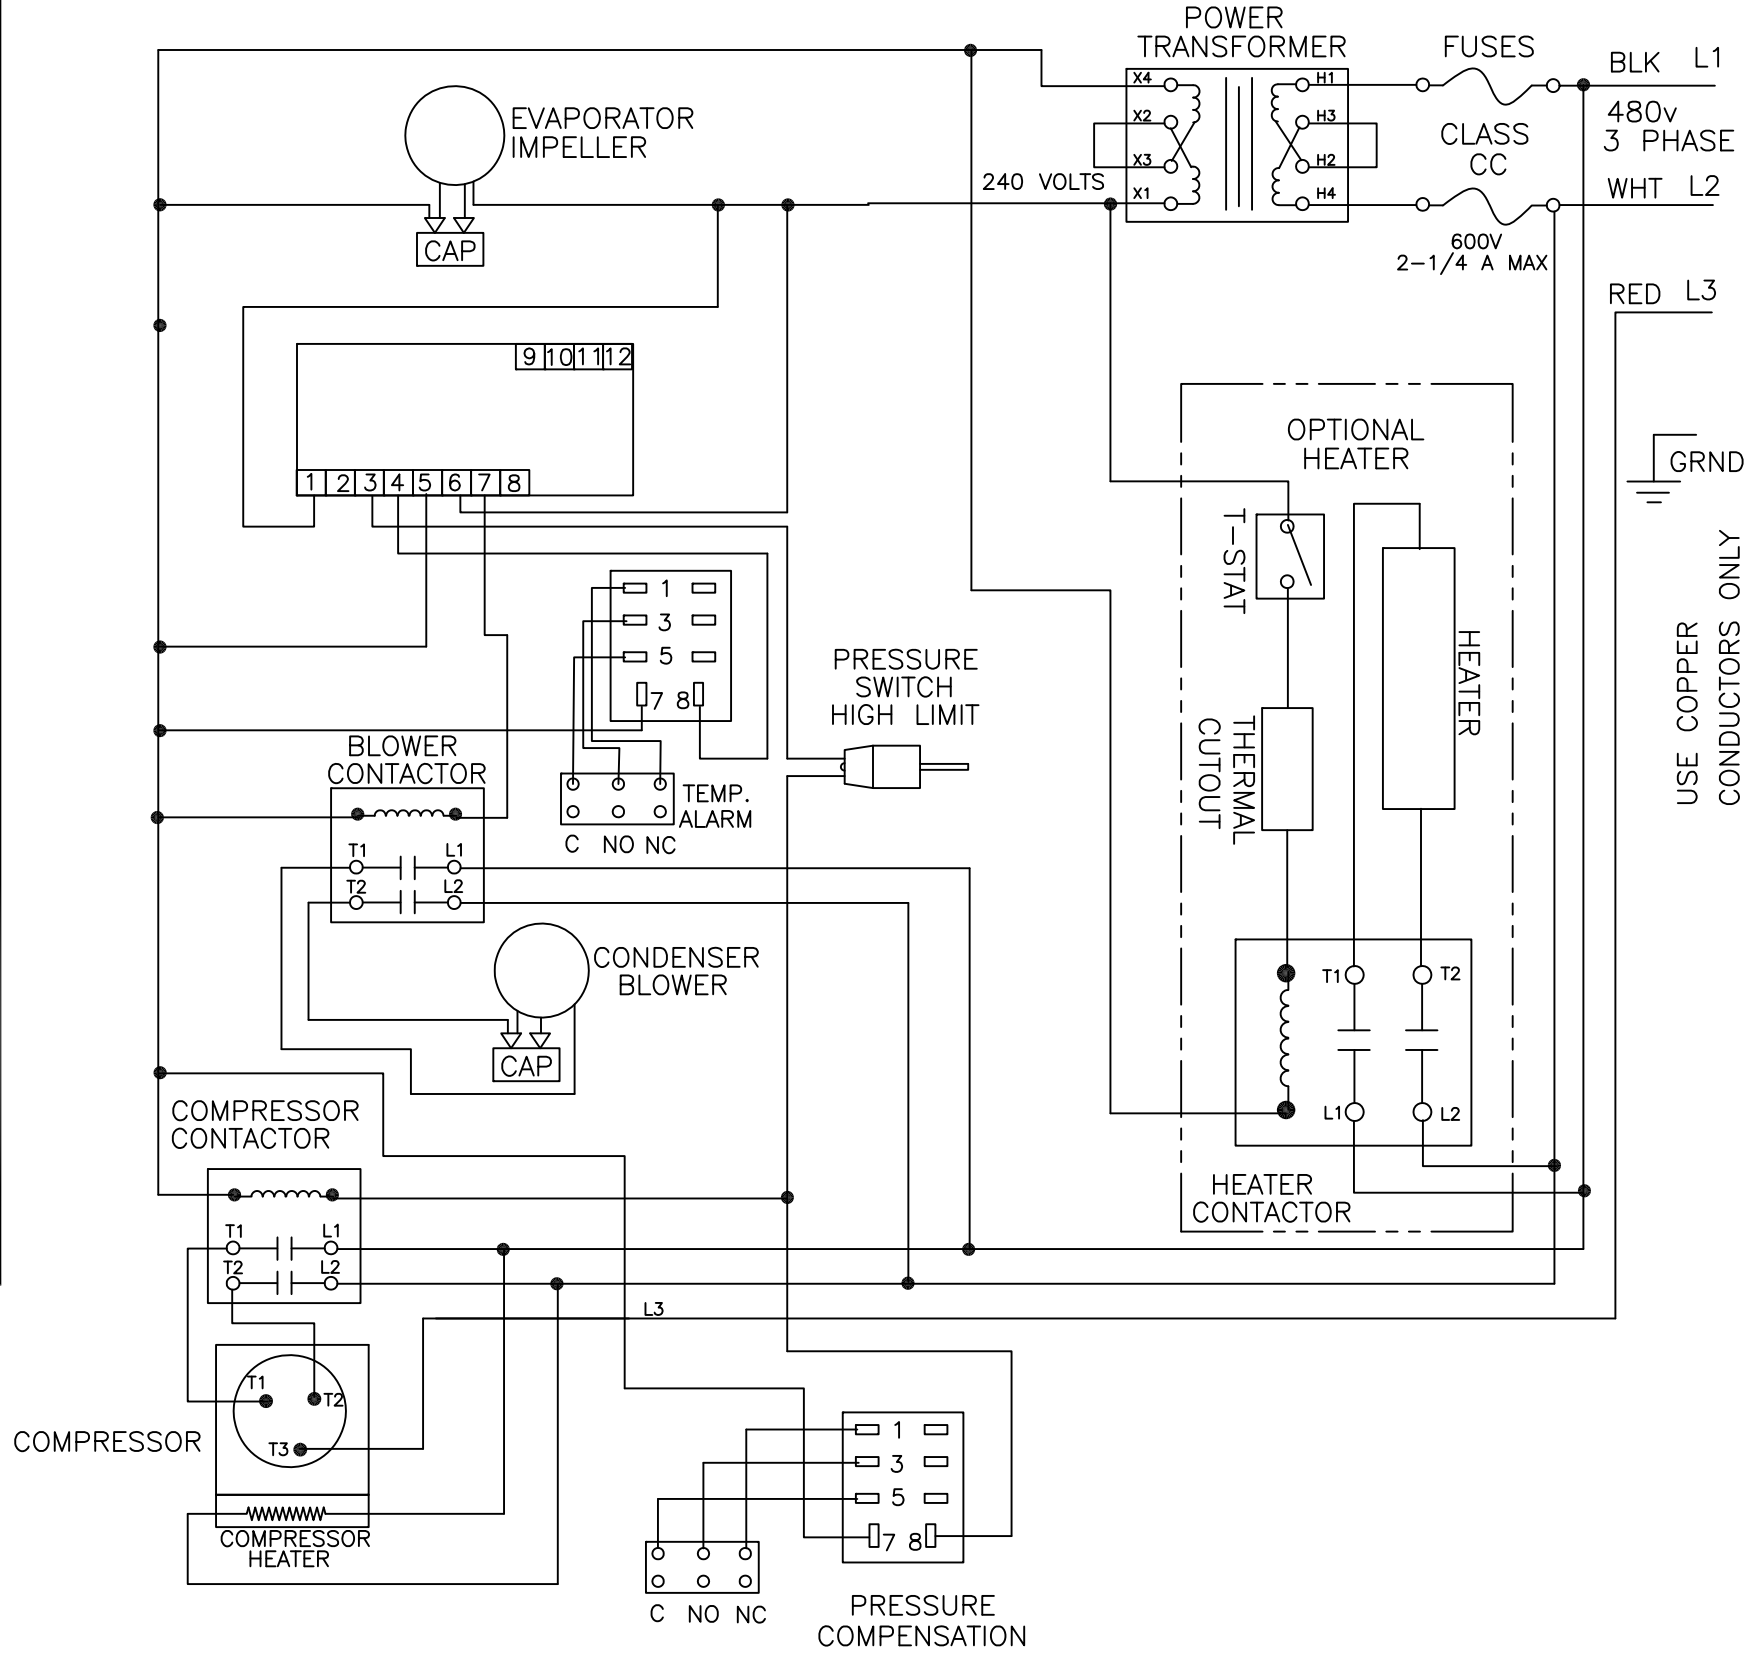 POWER
TRANSFORMER
FUSES
BLK L1
480v
3 PHASE
X4
H1
EVAPORATOR
IMPELLER
X2
H3
CLASS
CC
X3
H2
240 VOLTS
X1
H4
WHT L2
CAP
600V
2-1/4 A MAX
RED L3
9 10 11 12
OPTIONAL
HEATER
GRND
1 2 3 4 5 6 7 8
T-STAT
USE COPPER
CONDUCTORS ONLY
1
3
5
7 8
HEATER
PRESSURE
SWITCH
HIGH LIMIT
THERMAL
CUTOUT
BLOWER
CONTACTOR
TEMP.
ALARM
C NO NC
T1 L1
T2 L2
CONDENSER
BLOWER
CAP
T1 T2
COMPRESSOR
CONTACTOR
L1 L2
HEATER
CONTACTOR
T1 L1
T2 L2
L3
T1
T2
COMPRESSOR
T3
1
3
5
7 8
COMPRESSOR
HEATER
C NO NC
PRESSURE
COMPENSATION